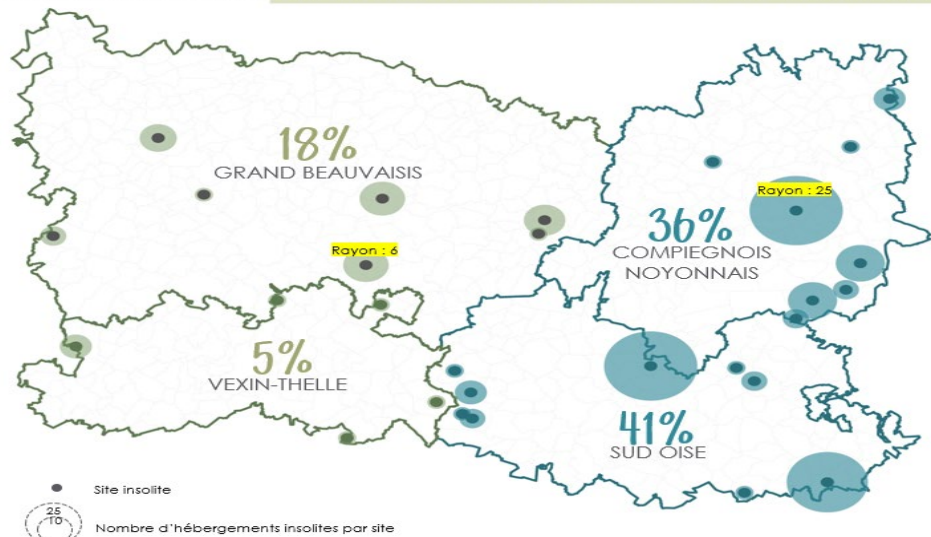 18%
GRAND BEAUVAISIS
Rayon : 25
36%
COMPIEGNOIS
NOYONNAIS
Rayon : 6
5%
VEXIN-THELLE
41%
SUD OISE
Site insolite
25
10
Nombre d'hébergements insolites par site